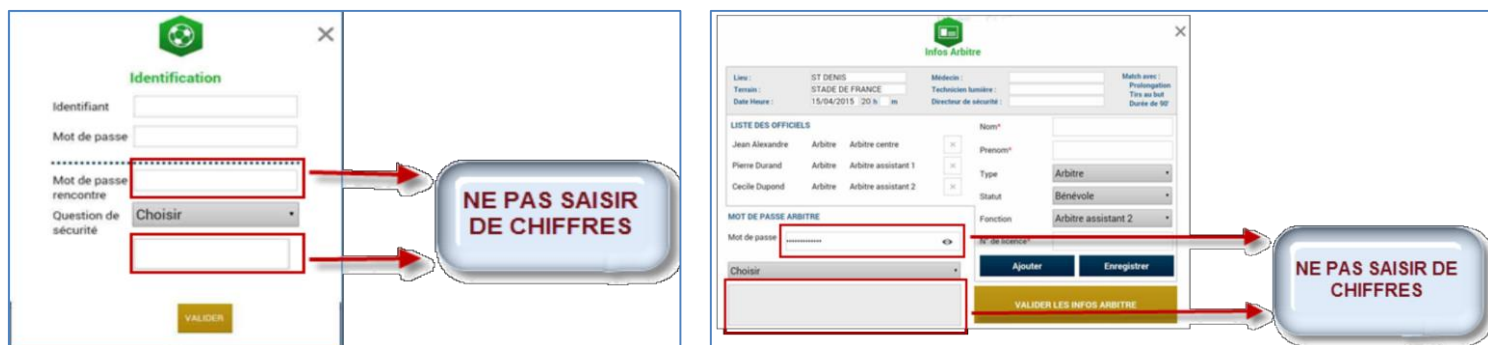 Identification
Identifiant
Mot de passe
Mot de passe
rencontre
Question de
sécurité
Choisir
VALIDER
NE PAS SAISIR
DE CHIFFRES
Infos Arbitre
Lieu :
ST DENIS
Médecin :
Match avec :
Terrain :
STADE DE FRANCE
Technicien lumière :
Prolongation
Tirs au but
Date Heure :
15/04/2015 20 h m
Directeur de sécurité :
Durée de 90'
LISTE DES OFFICIELS
Jean Alexandre Arbitre Arbitre centre
Pierre Durand Arbitre Arbitre assistant 1
Cecile Dupond Arbitre Arbitre assistant 2
Nom*
Prenom*
Type Arbitre
Statut Bénévole
Fonction Arbitre assistant 2
N° de licence*
MOT DE PASSE ARBITRE
Mot de passe
Choisir
Ajouter Enregistrer
VALIDER LES INFOS ARBITRE
NE PAS SAISIR DE
CHIFFRES